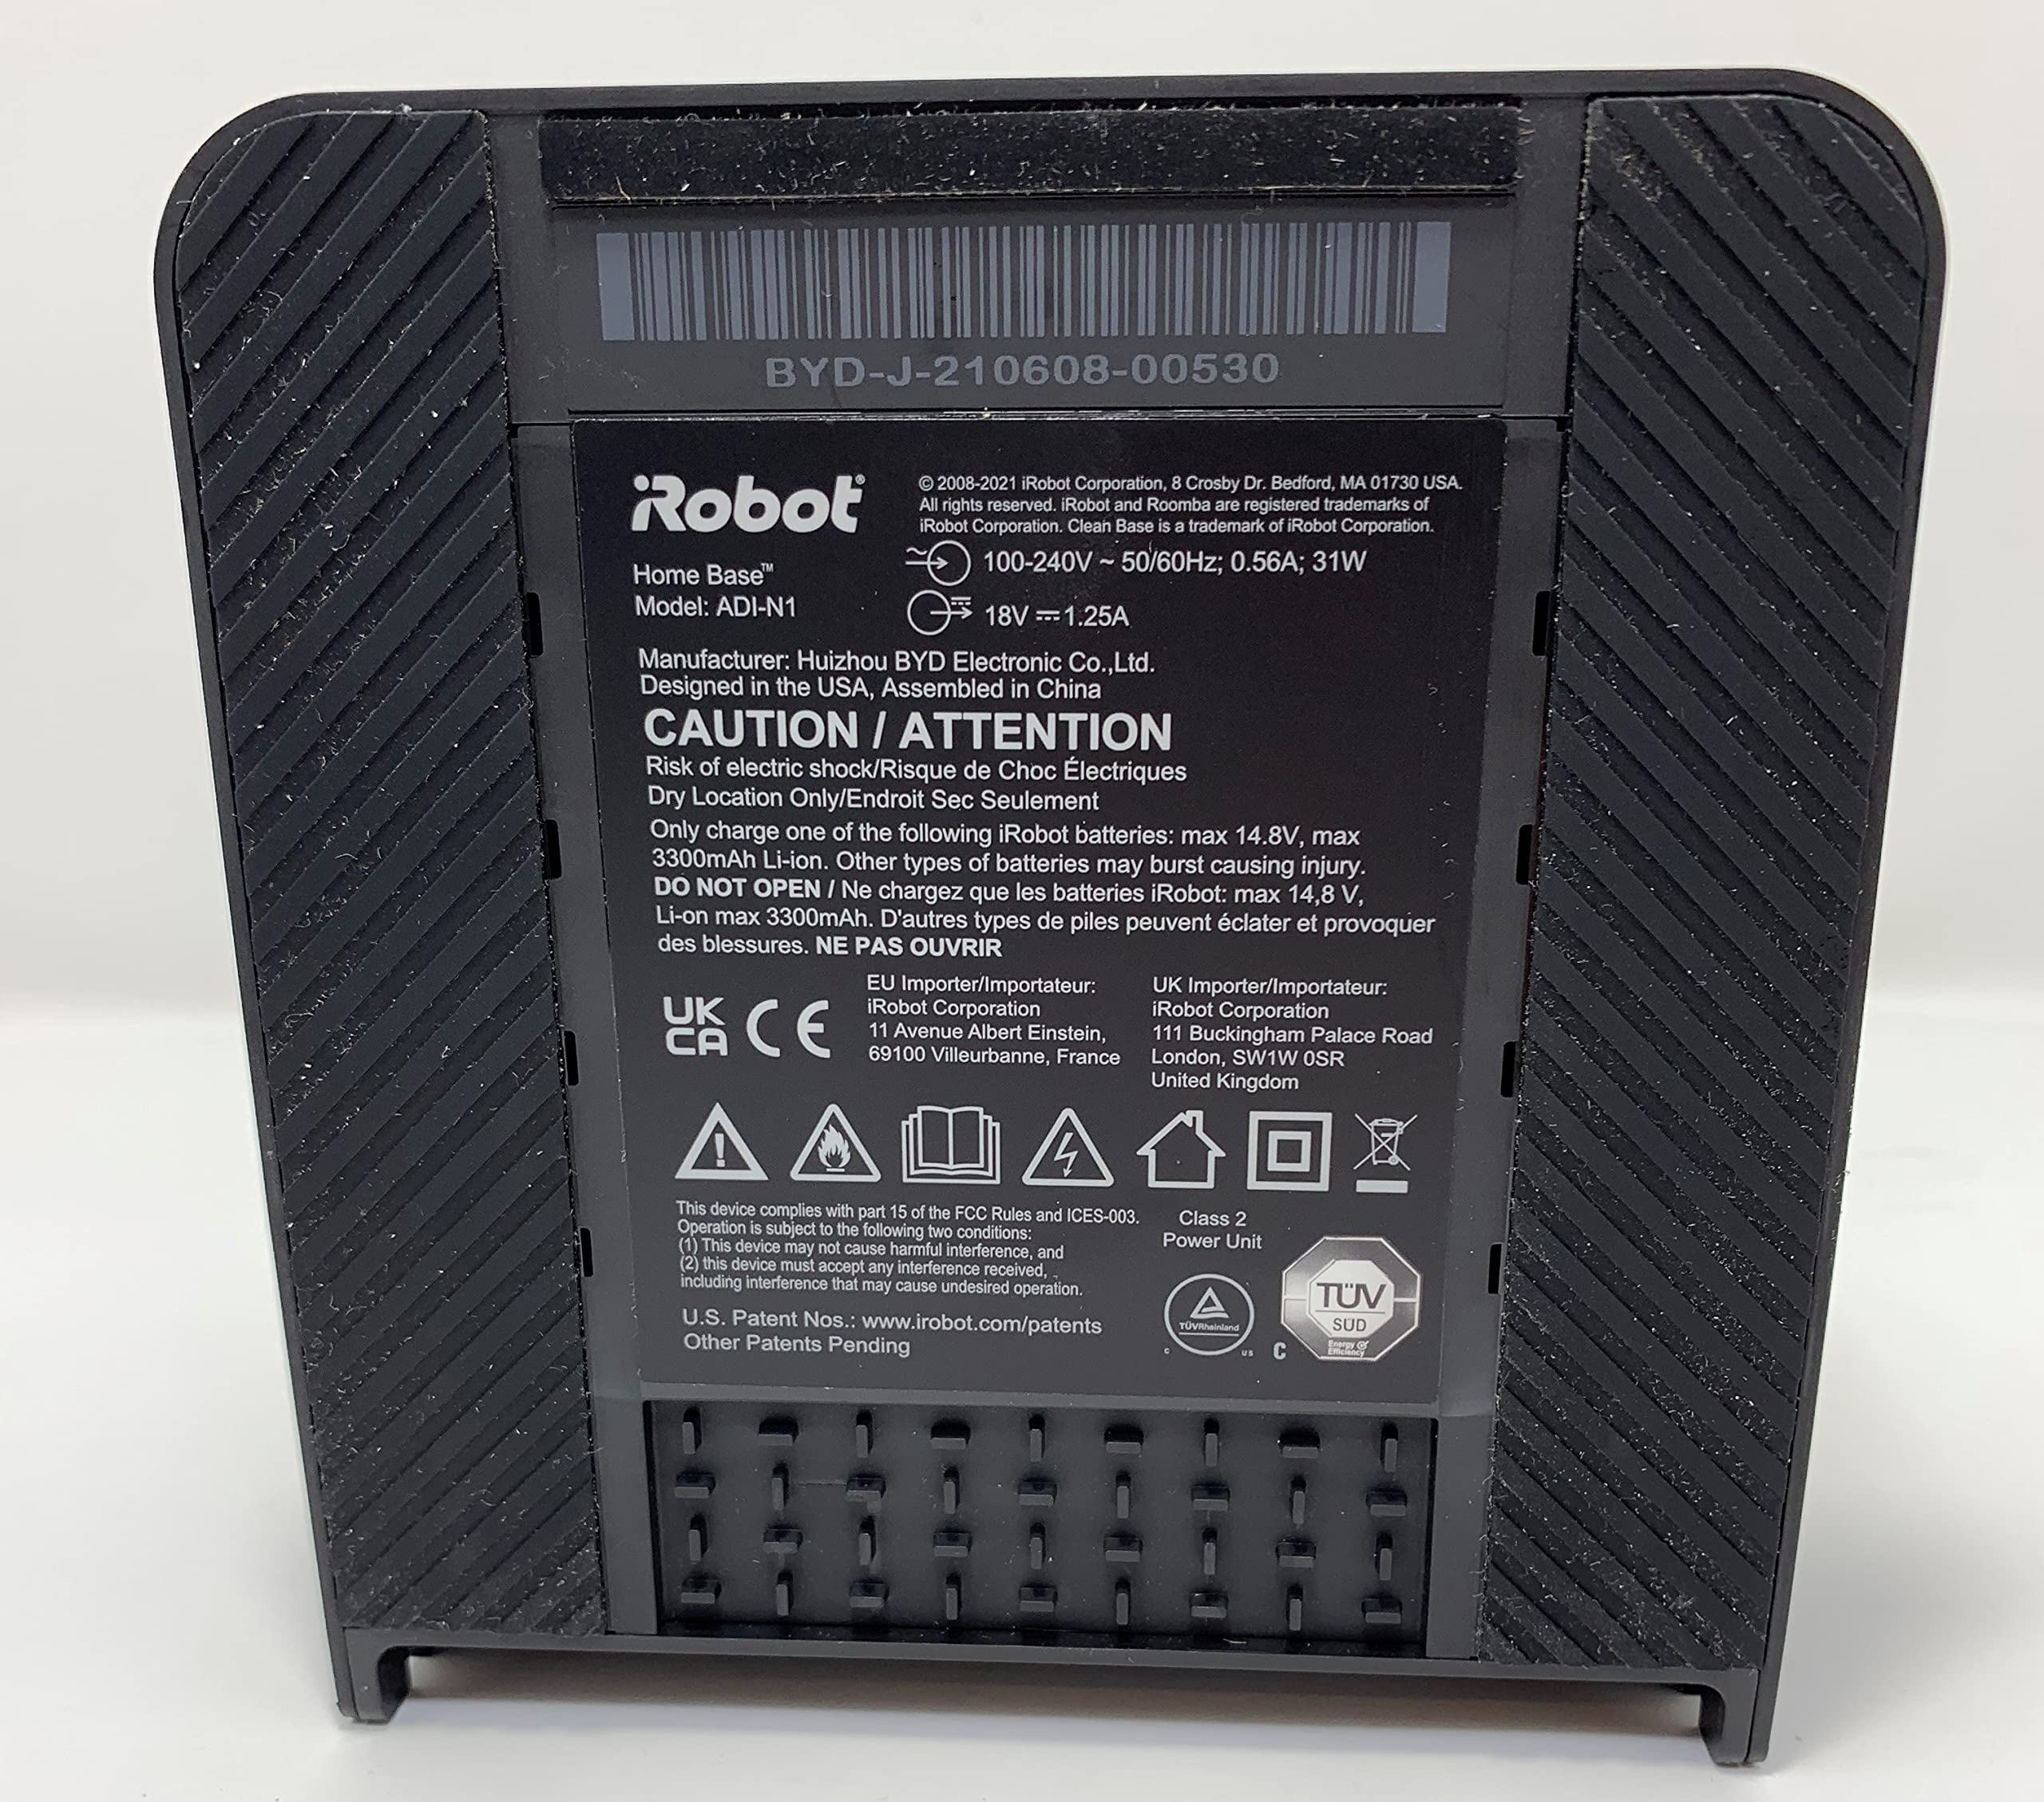 BYD-J-210608-00530
iRobot®
© 2008-2021 iRobot Corporation, 8 Crosby Dr. Bedford, MA 01730 USA.
All rights reserved. iRobot and Roomba are registered trademarks of
iRobot Corporation. Clean Base is a trademark of iRobot Corporation.
Home Base™
Model: ADI-N1
100-240V ~ 50/60Hz; 0.56A; 31W
18V ⎓ 1.25A
Manufacturer: Huizhou BYD Electronic Co.,Ltd.
Designed in the USA, Assembled in China
CAUTION / ATTENTION
Risk of electric shock/Risque de Choc Électriques
Dry Location Only/Endroit Sec Seulement
Only charge one of the following iRobot batteries: max 14.8V, max
3300mAh Li-ion. Other types of batteries may burst causing injury.
DO NOT OPEN / Ne chargez que les batteries iRobot: max 14,8 V,
Li-on max 3300mAh. D'autres types de piles peuvent éclater et provoquer
des blessures. NE PAS OUVRIR
UK
CA
CE
EU Importer/Importateur:
iRobot Corporation
11 Avenue Albert Einstein,
69100 Villeurbanne, France
UK Importer/Importateur:
iRobot Corporation
111 Buckingham Palace Road
London, SW1W 0SR
United Kingdom
This device complies with part 15 of the FCC Rules and ICES-003.
Operation is subject to the following two conditions:
(1) This device may not cause harmful interference, and
(2) this device must accept any interference received,
including interference that may cause undesired operation.
U.S. Patent Nos.: www.irobot.com/patents
Other Patents Pending
Class 2
Power Unit
TÜVRheinland
C US
C
TÜV
SÜD
Energy
Efficiency